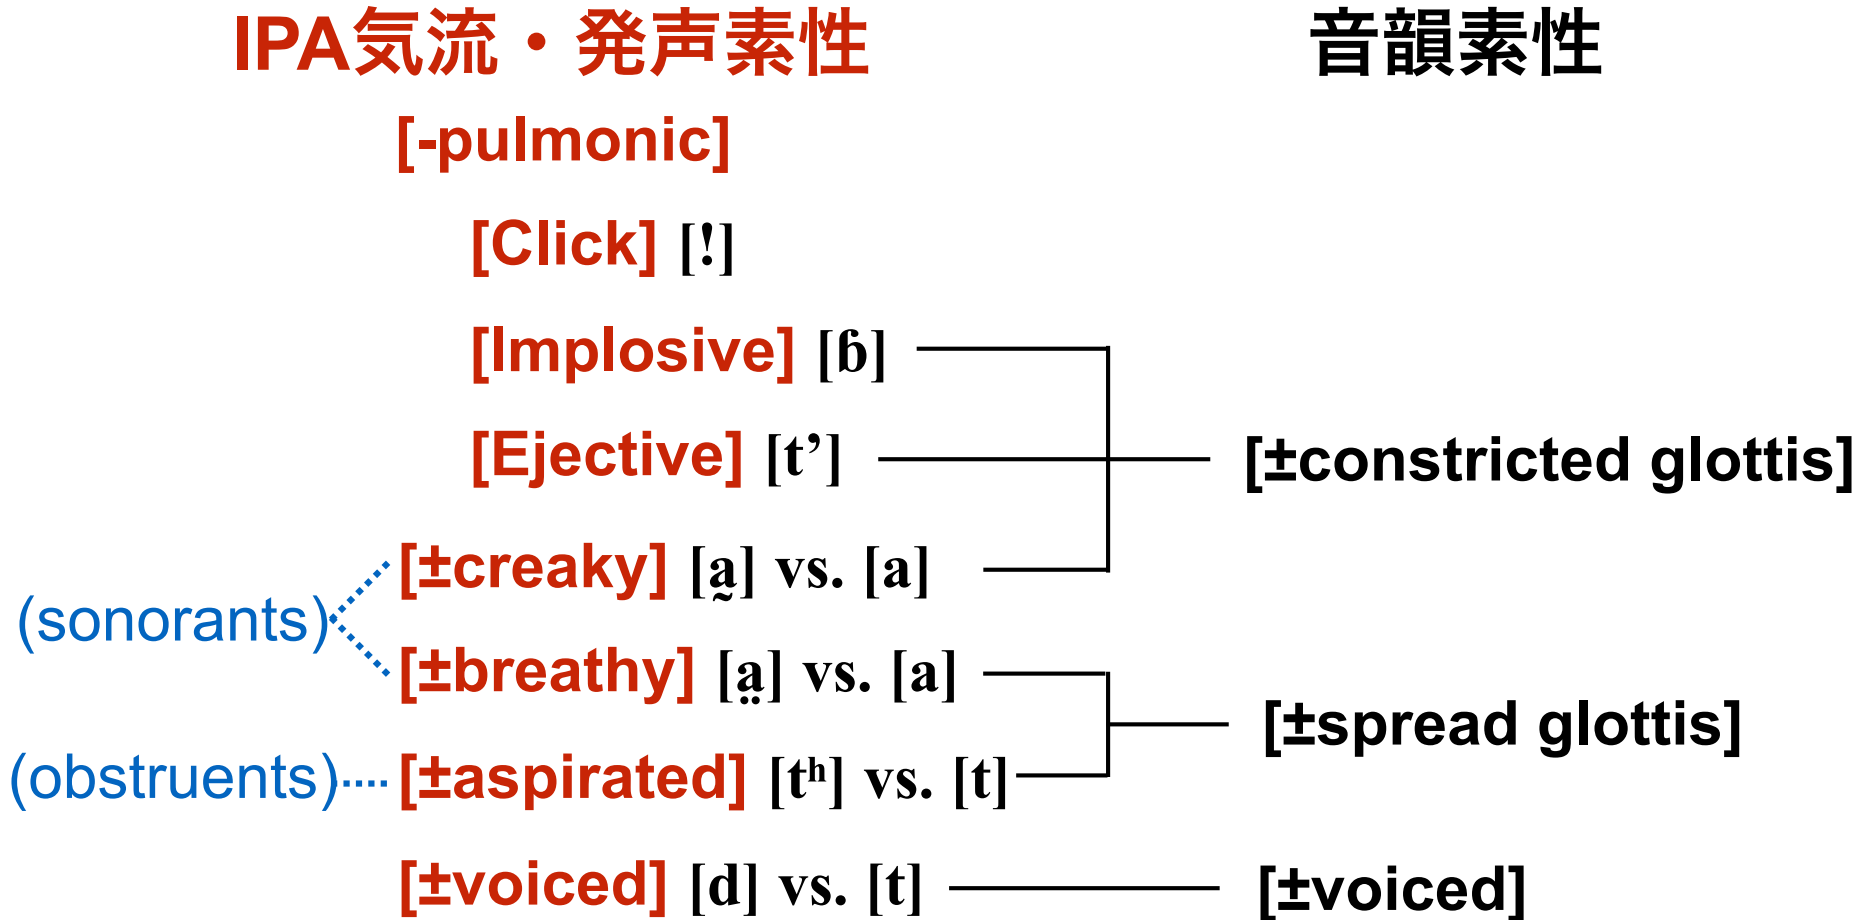 IPA気流・発声素性 音韻素性
[-pulmonic]
[Click] [!]
[Implosive] [ɓ]
[Ejective] [t’] [±constricted glottis]
[±creaky] [a̰] vs. [a]
(sonorants)
[±breathy] [a̤] vs. [a]
[±spread glottis]
(obstruents) [±aspirated] [tʰ] vs. [t]
[±voiced] [d] vs. [t] [±voiced]